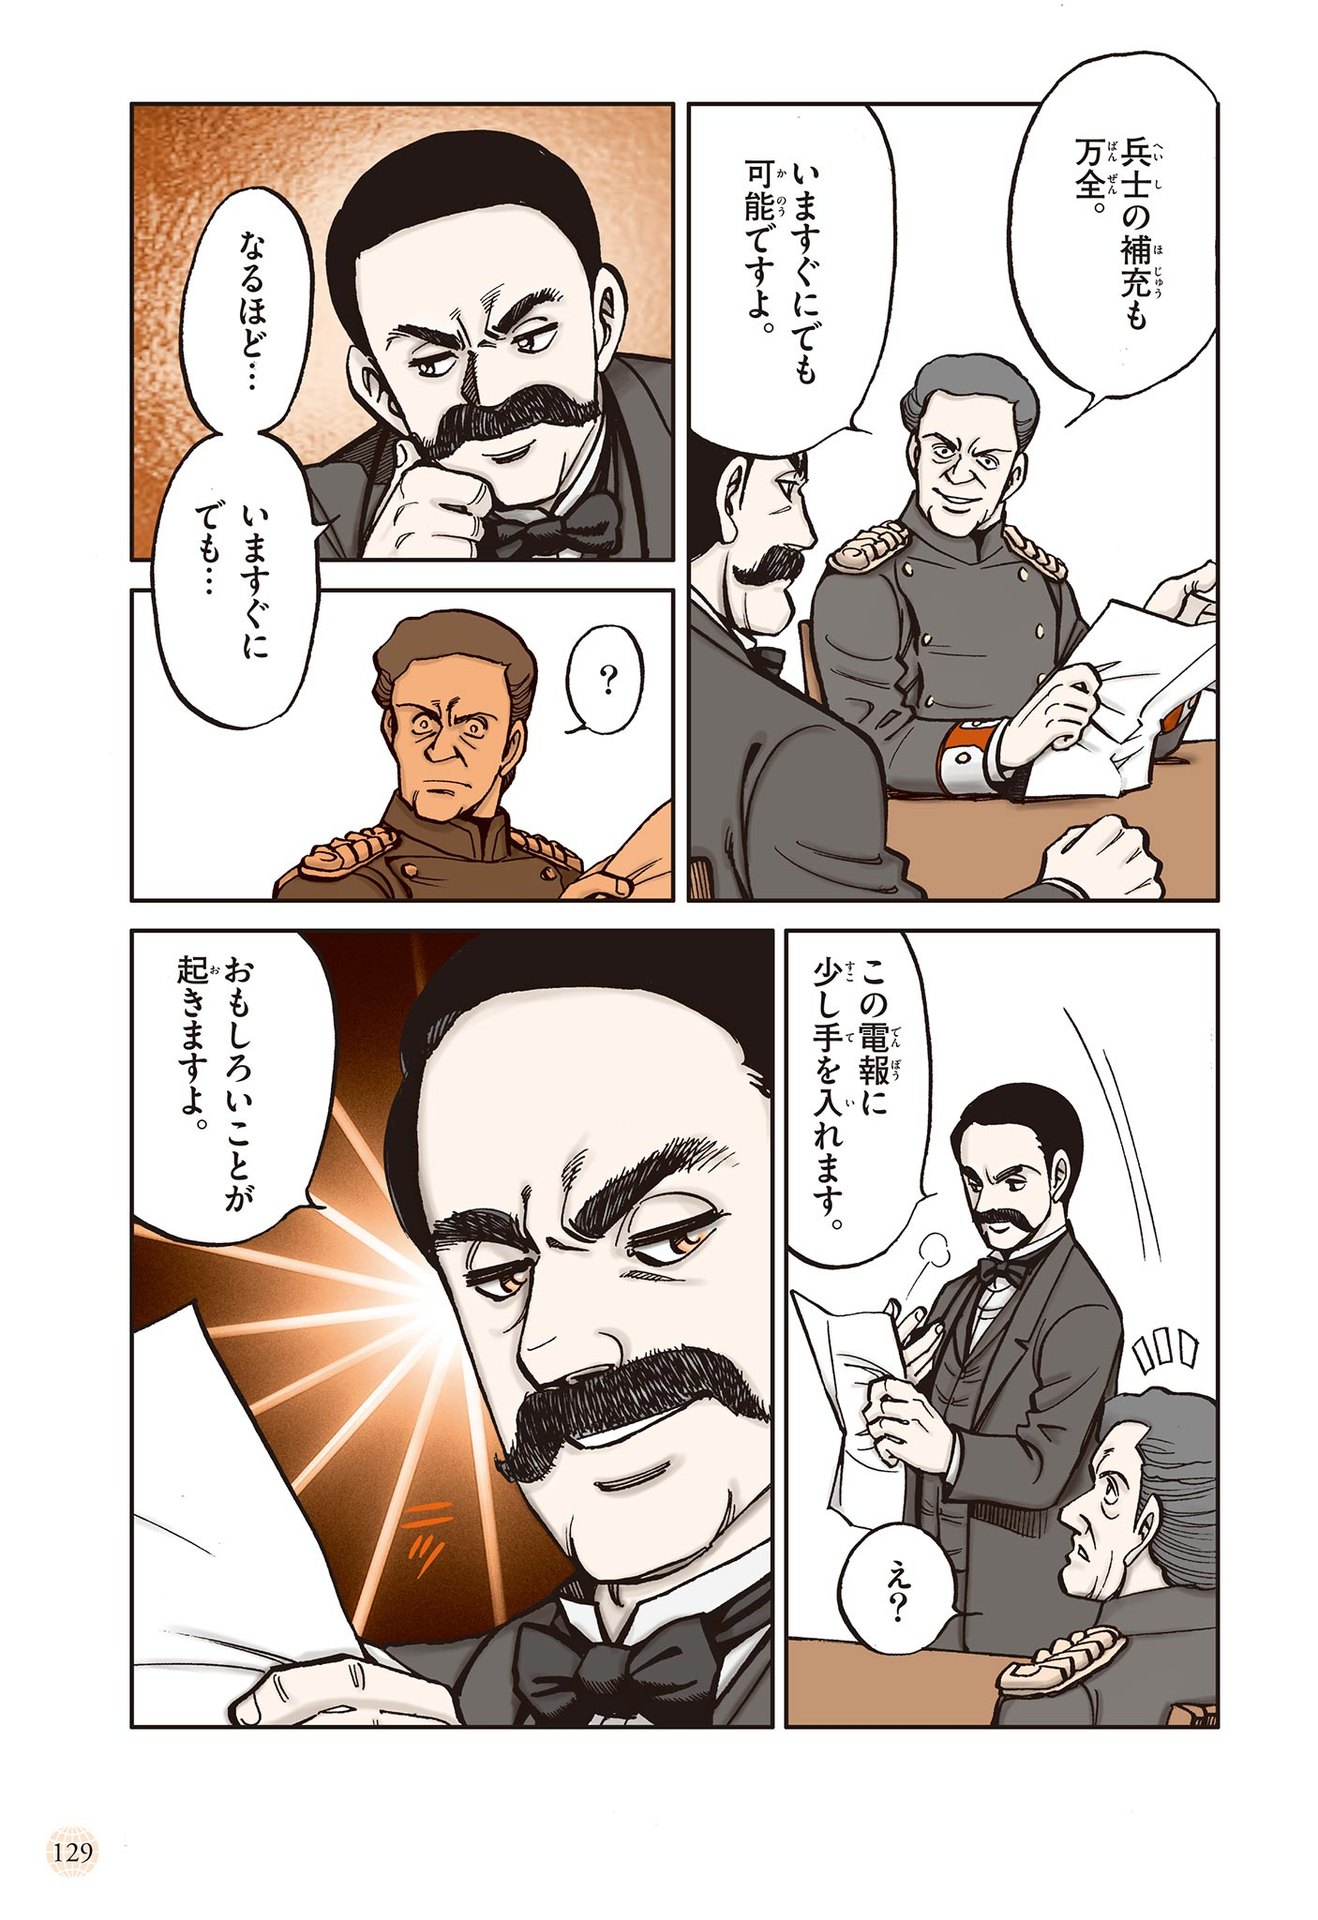 兵士の補充も
万全。
いますぐにでも
可能ですよ。
なるほど…
いますぐに
でも…
？
この電報に
少し手を入れます。
え？
おもしろいことが
起きますよ。
ニッ
129